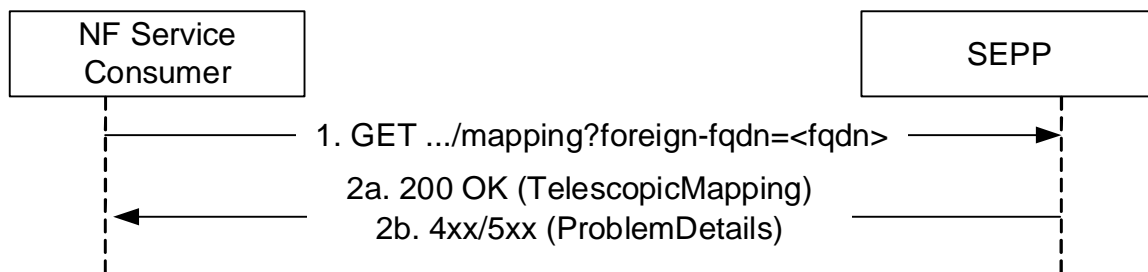 NF Service
Consumer
SEPP
1. GET .../mapping?foreign-fqdn=<fqdn>
2a. 200 OK (TelescopicMapping)
2b. 4xx/5xx (ProblemDetails)